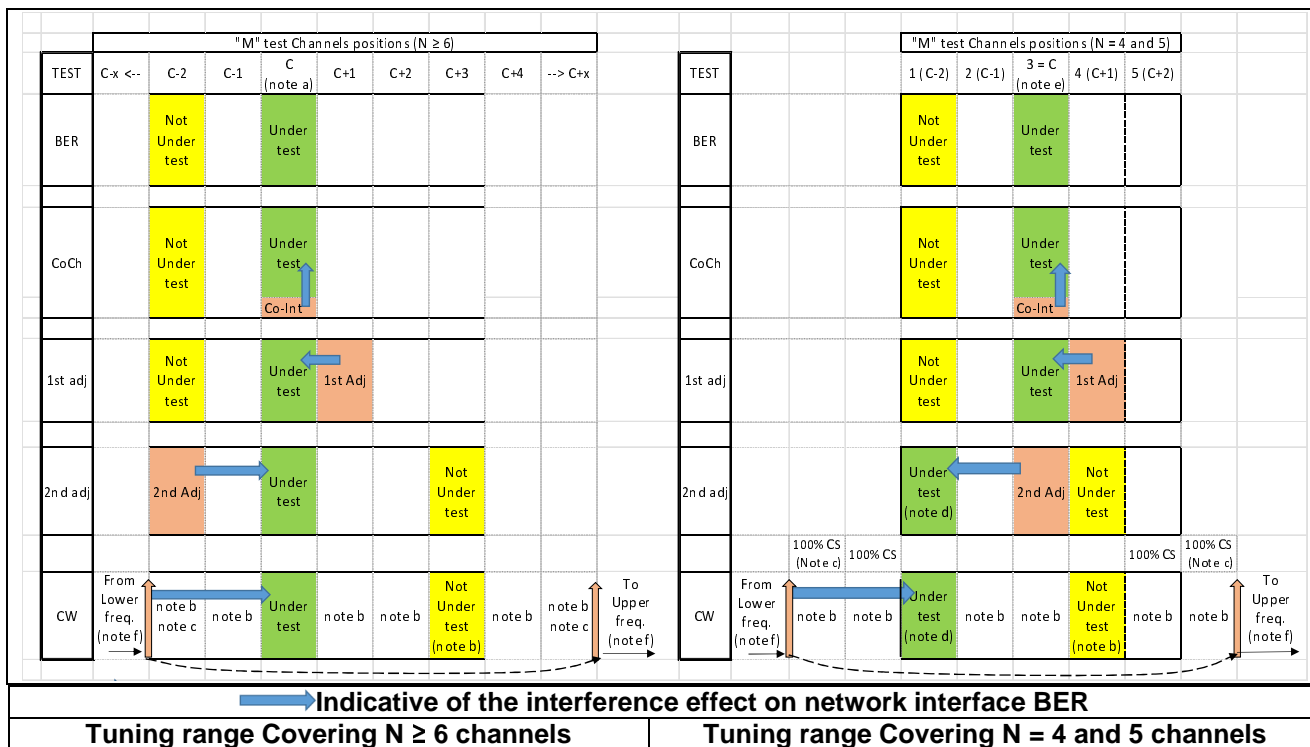 "M" test Channels positions (N ≥ 6)
TEST C-x <-- C-2 C-1 C (note a) C+1 C+2 C+3 C+4 --> C+x
BER Not Under test Under test
CoCh Not Under test Under test Co-Int
1st adj Not Under test Under test 1st Adj
2nd adj 2nd Adj Under test Not Under test
CW From Lower freq. (note f) note b note c note b Under test note b note b Not Under test (note b) note b note b note c To Upper freq. (note f)
"M" test Channels positions (N = 4 and 5)
TEST 1 (C-2) 2 (C-1) 3 = C (note e) 4 (C+1) 5 (C+2)
BER Not Under test Under test
CoCh Not Under test Under test Co-Int
1st adj Not Under test Under test 1st Adj
2nd adj Under test (note d) 2nd Adj Not Under test
100% CS (Note c) 100% CS 100% CS 100% CS (Note c)
CW From Lower freq. (note f) note b note b Under test (note d) note b note b Not Under test (note b) note b note b To Upper freq. (note f)
Indicative of the interference effect on network interface BER
Tuning range Covering N ≥ 6 channels
Tuning range Covering N = 4 and 5 channels